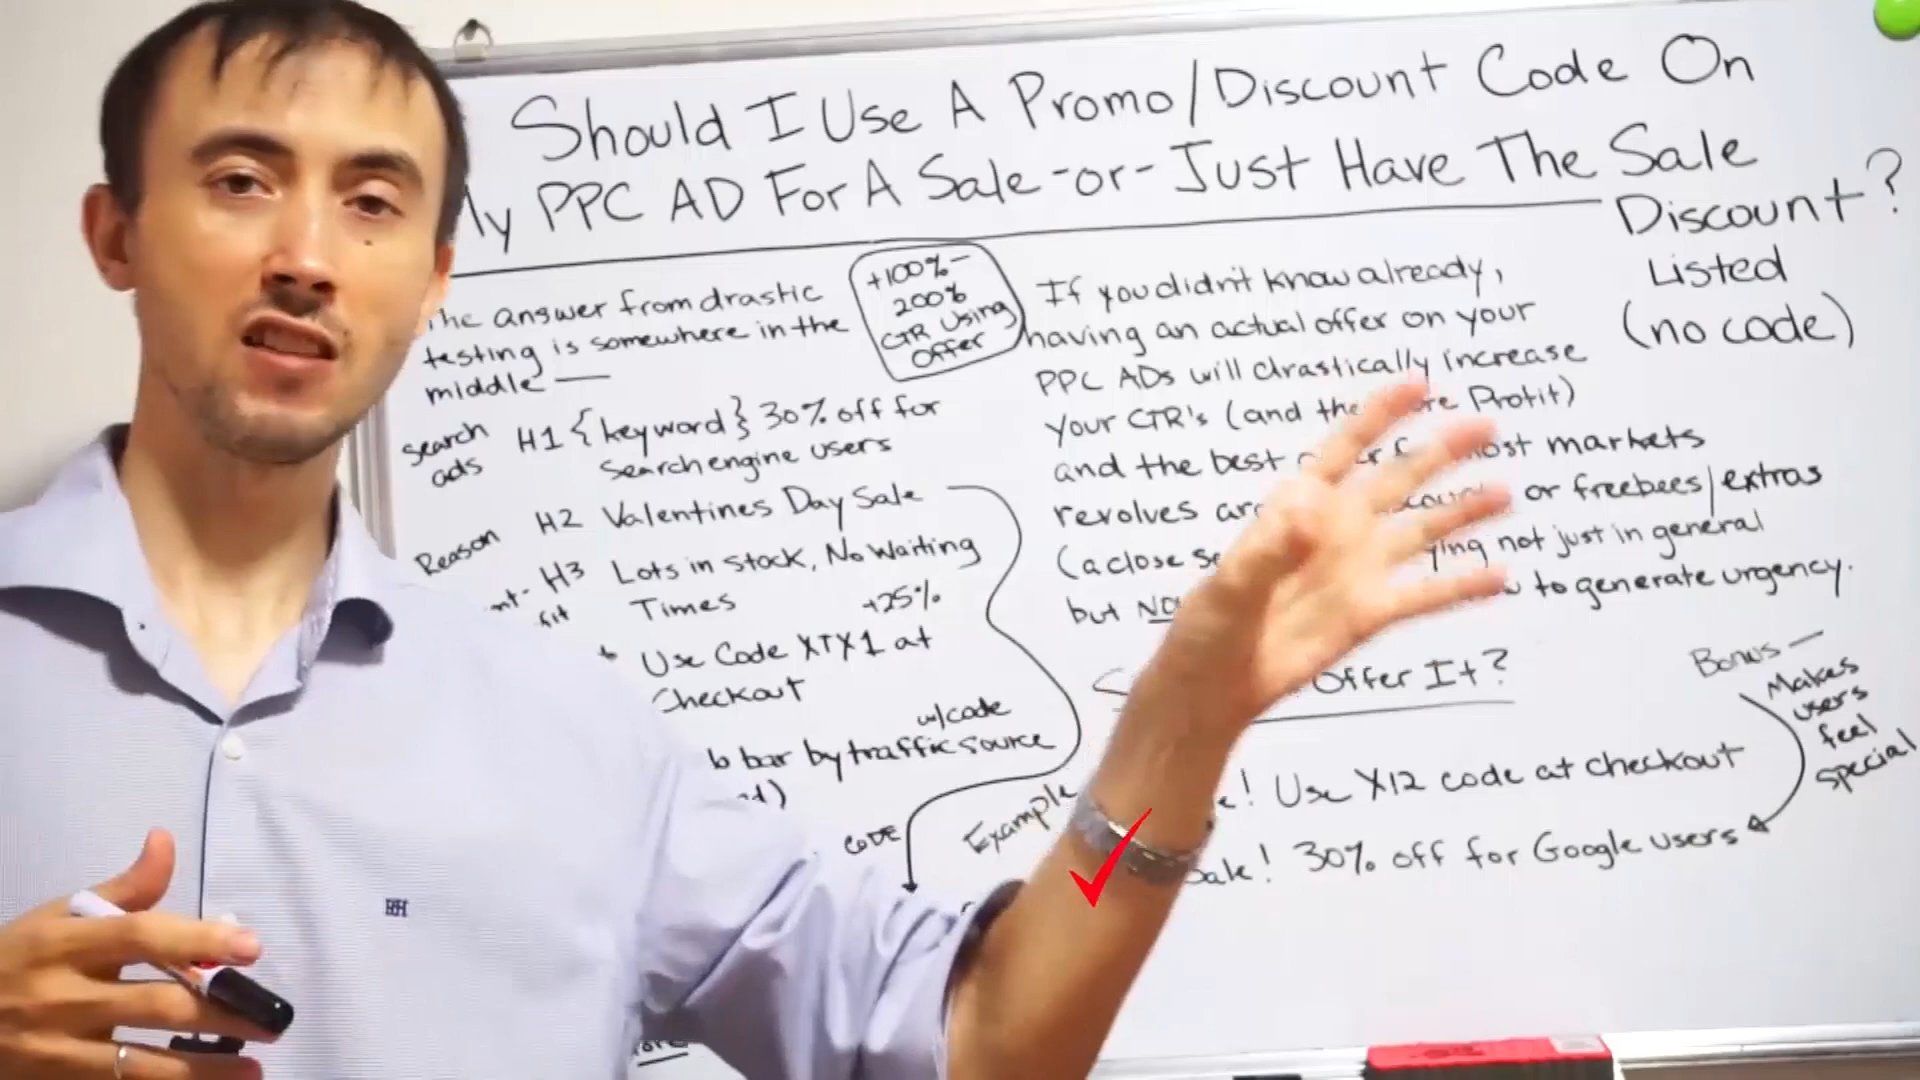 Should I Use A Promo/Discount Code On
My PPC AD For A Sale -or- Just Have The Sale
Discount?
Listed
(no code)
The answer from drastic
testing is somewhere in the
middle —
+100%-
200%
CTR Using
Offer
search
ads
H1 {keyword} 30% off for
Search engine users
Reason
H2 Valentines Day Sale
H3 Lots in stock, No Waiting
Times
+25%
Use Code XTX1 at
Checkout
w/code
bar by traffic source
CODE
If you didn't know already,
having an actual offer on your
PPC ADs will drastically increase
Your CTR's (and Profit)
and the best most markets
revolves or freebees/extras
(a close not just in general
but to generate urgency.
Offer It?
Example
! Use X12 code at checkout
Sale! 30% off for Google users
Bonus —
Makes
users
feel
special
BH